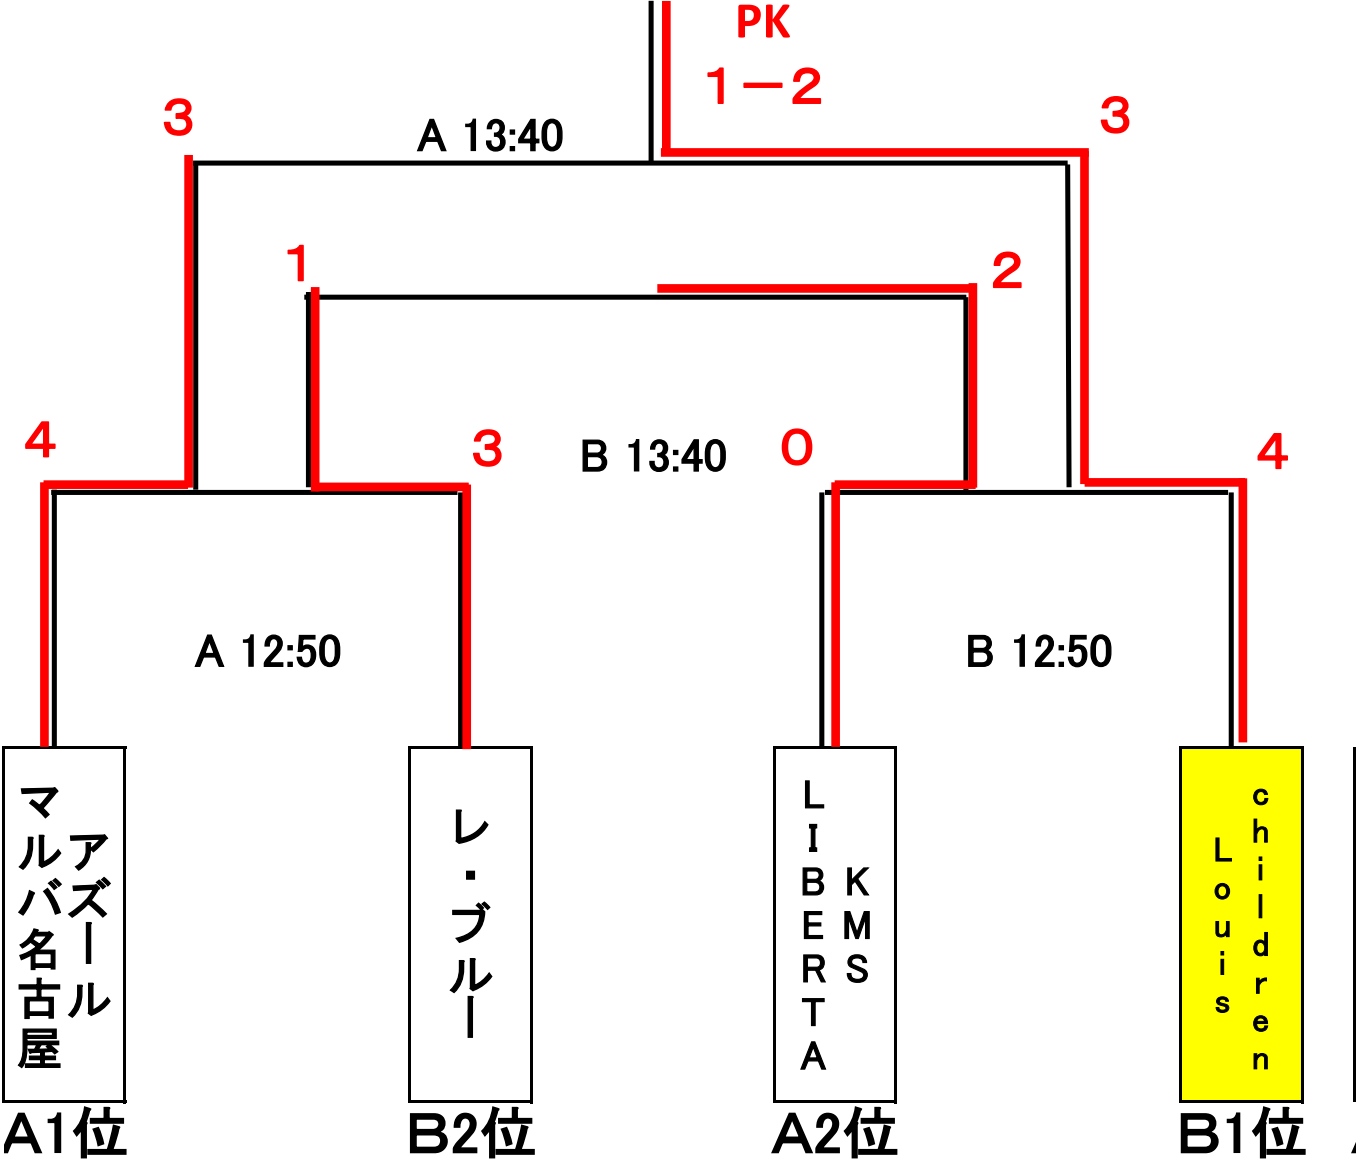 PK
1－2
3
A 13:40
3
1
2
4
3
B 13:40
0
4
A 12:50
B 12:50
アズール
マルバ名古屋
レ・ブルー
KMS
LIBERTA
children
Louis
A1位
B2位
A2位
B1位